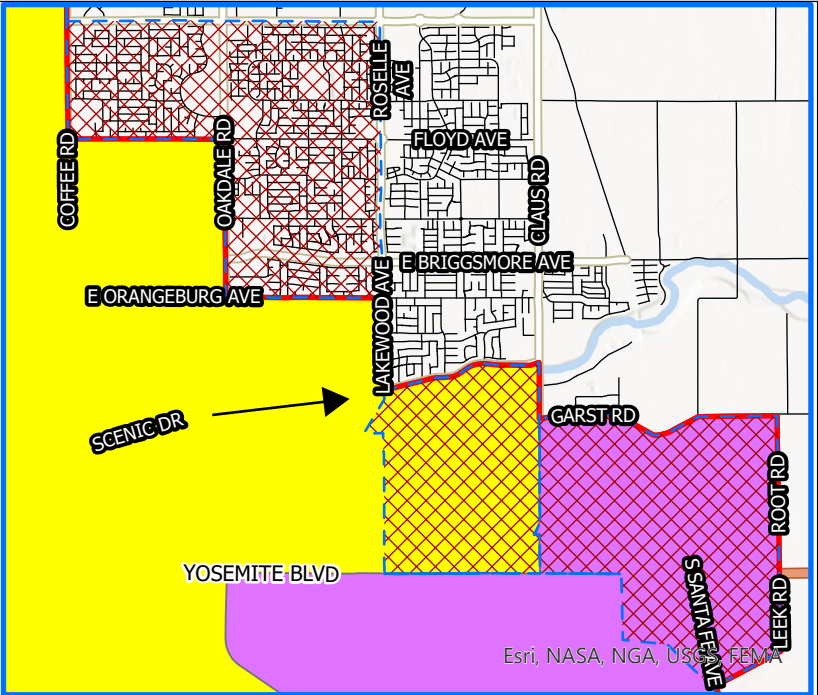 ROSELLE
AVE
FLOYD AVE
COFFEE RD
OAKDALE RD
CLAUS RD
E BRIGGSMORE AVE
E ORANGEBURG AVE
LAKEWOOD AVE
SCENIC DR
GARST RD
ROOT RD
YOSEMITE BLVD
S SANTA FE AVE
LEEK RD
Esri, NASA, NGA, USGS, FEMA